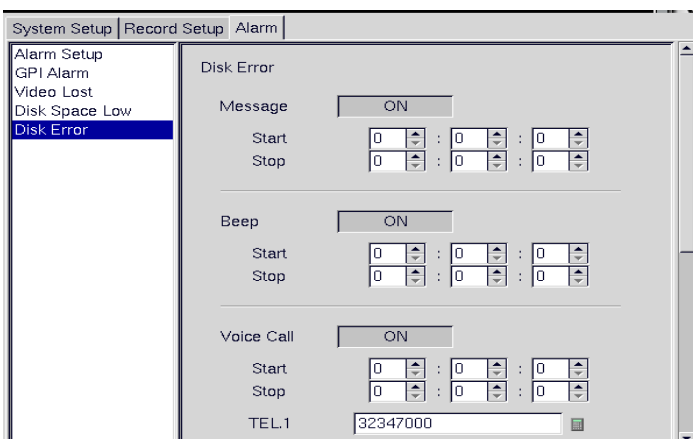 System Setup Record Setup Alarm
Alarm Setup
GPI Alarm
Video Lost
Disk Space Low
Disk Error
Disk Error
Message ON
Start 0 : 0 : 0
Stop 0 : 0 : 0
Beep ON
Start 0 : 0 : 0
Stop 0 : 0 : 0
Voice Call ON
Start 0 : 0 : 0
Stop 0 : 0 : 0
TEL.1 32347000